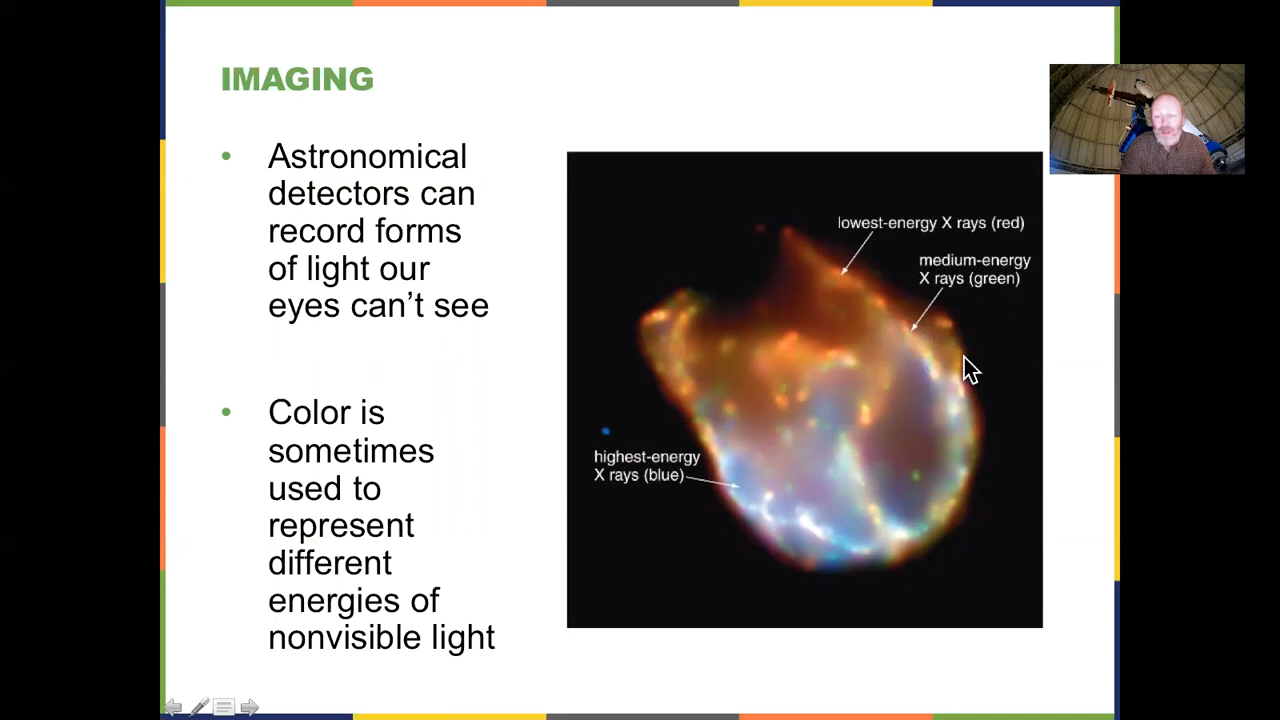 IMAGING
• Astronomical
detectors can
record forms
of light our
eyes can’t see
• Color is
sometimes
used to
represent
different
energies of
nonvisible light
lowest-energy X rays (red)
medium-energy
X rays (green)
highest-energy
X rays (blue)